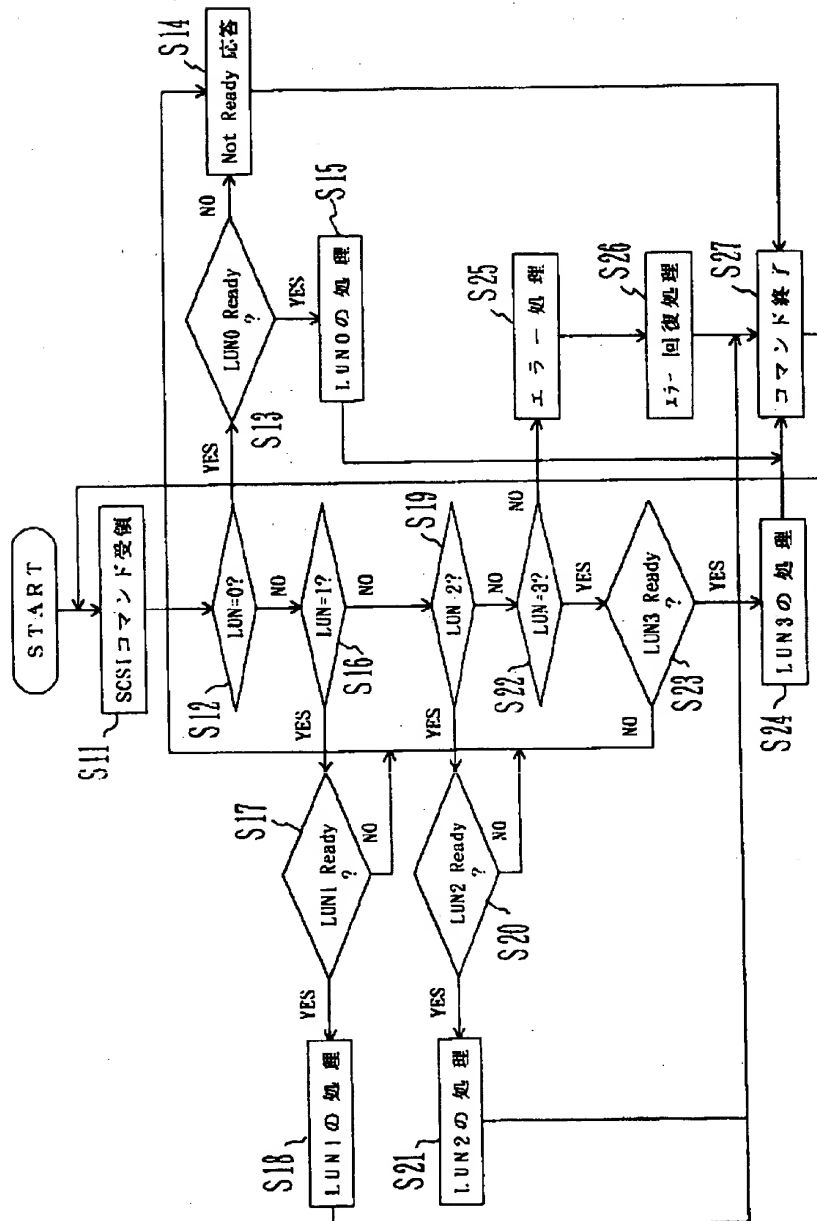 START
S11
SCSIコマンド受領
S12
LUN=0?
YES
NO
S13
LUN0 Ready
?
NO
YES
S14
Not Ready 応答
S15
LUN0の処理
S16
LUN=1?
YES
NO
S17
LUN1 Ready
?
NO
YES
S18
LUN1の処理
S19
LUN=2?
YES
NO
S20
LUN2 Ready
?
NO
YES
S21
LUN2の処理
S22
LUN=3?
NO
YES
S23
LUN3 Ready
?
NO
YES
S24
LUN3の処理
S25
エラー処理
S26
エラー回復処理
S27
コマンド終了